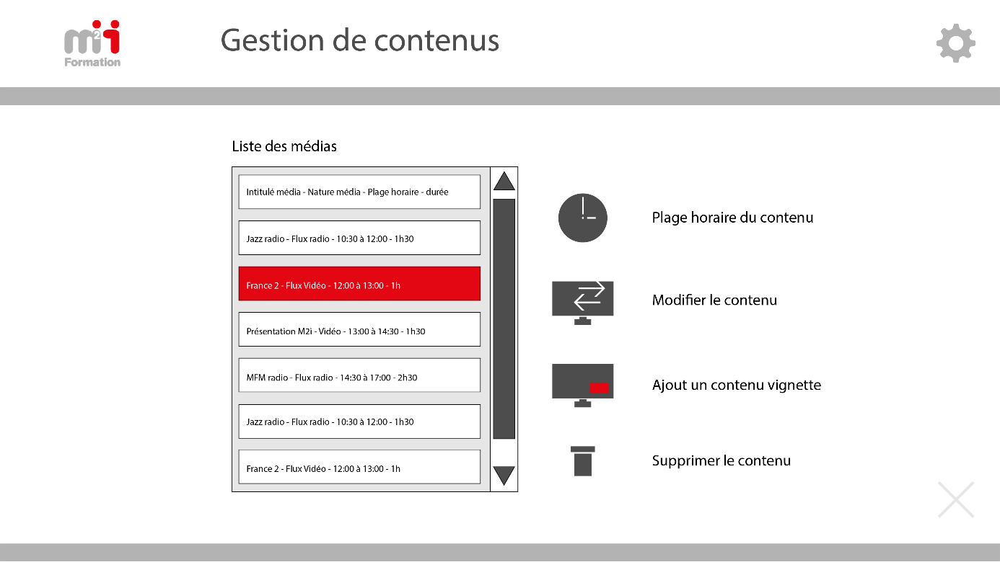 m2i
Formation
Gestion de contenus
Liste des médias
Intitulé média - Nature média - Plage horaire - durée
Jazz radio - Flux radio - 10:30 à 12:00 - 1h30
France 2 - Flux Vidéo - 12:00 à 13:00 - 1h
Présentation M2i - Vidéo - 13:00 à 14:30 - 1h30
MFM radio - Flux radio - 14:30 à 17:00 - 2h30
Jazz radio - Flux radio - 10:30 à 12:00 - 1h30
France 2 - Flux Vidéo - 12:00 à 13:00 - 1h
Plage horaire du contenu
Modifier le contenu
Ajout un contenu vignette
Supprimer le contenu